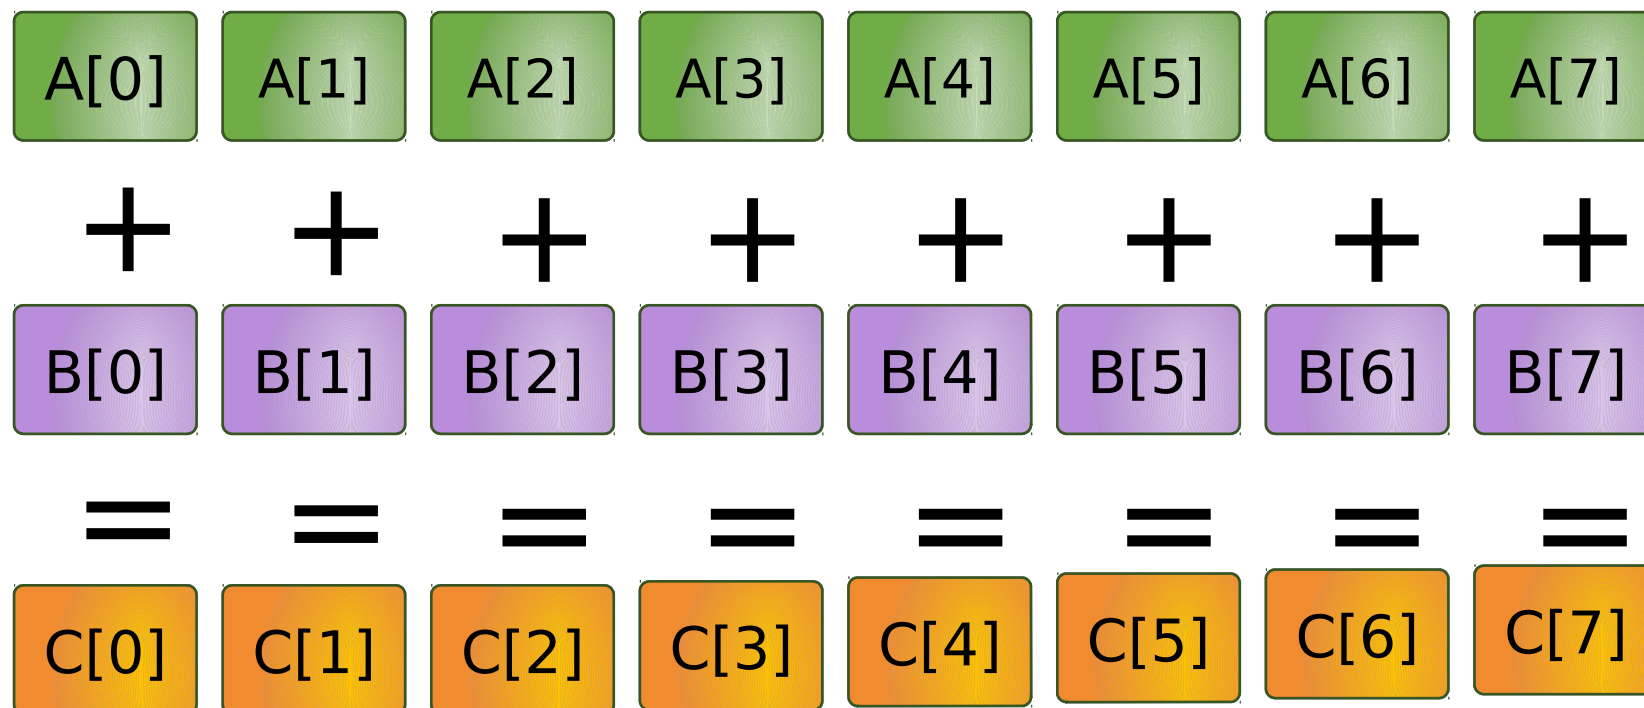 A[0] A[1] A[2] A[3] A[4] A[5] A[6] A[7]
+ + + + + + + +
B[0] B[1] B[2] B[3] B[4] B[5] B[6] B[7]
= = = = = = = =
C[0] C[1] C[2] C[3] C[4] C[5] C[6] C[7]